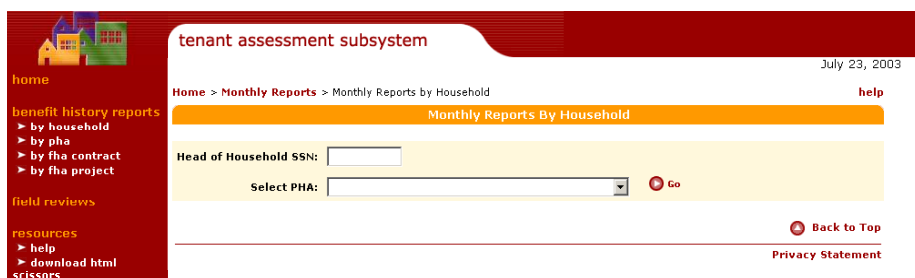 tenant assessment subsystem
July 23, 2003
home
Home > Monthly Reports > Monthly Reports by Household
help
benefit history reports
➤ by household
➤ by pha
➤ by fha contract
➤ by fha project
field reviews
resources
➤ help
➤ download html
scissors
Monthly Reports By Household
Head of Household SSN:
Select PHA:
Go
Back to Top
Privacy Statement